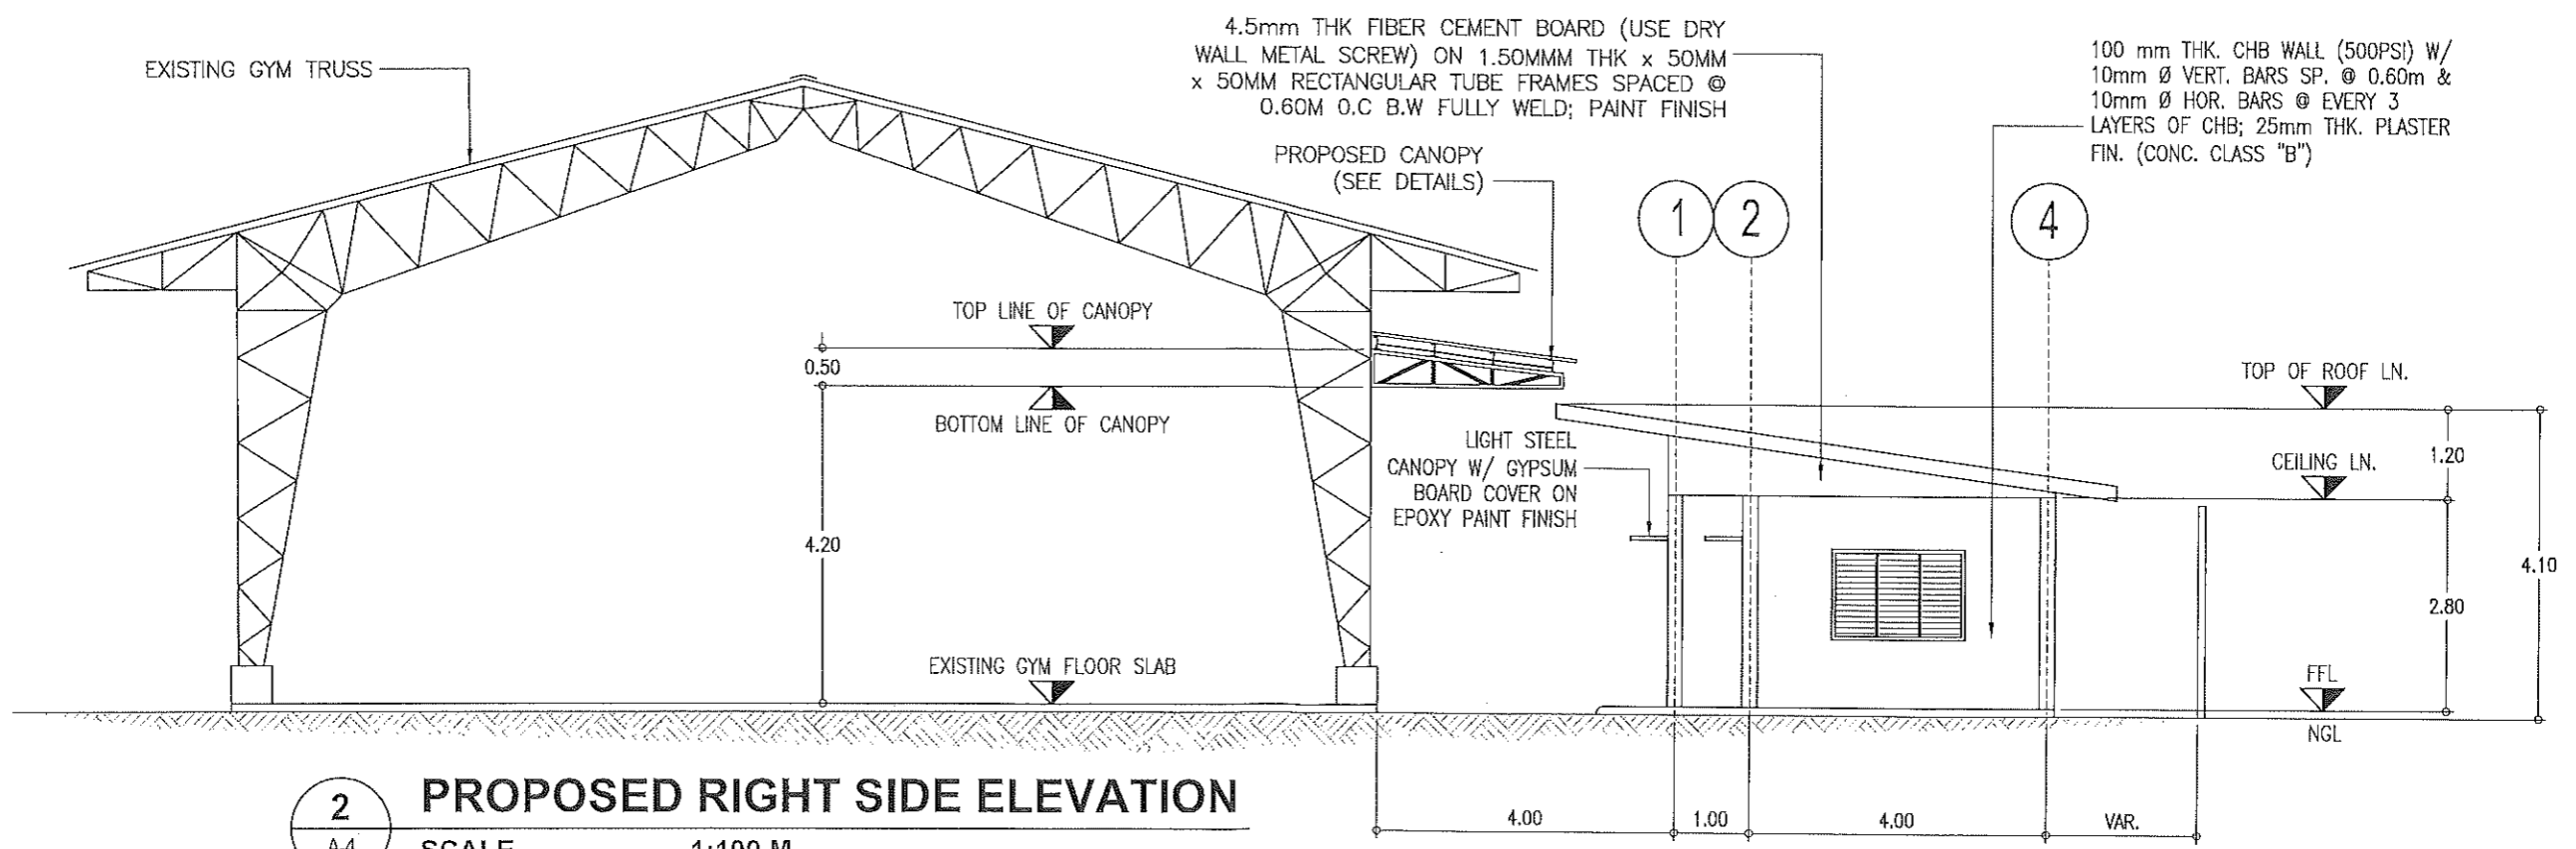 EXISTING GYM TRUSS
4.5mm THK FIBER CEMENT BOARD (USE DRY
WALL METAL SCREW) ON 1.50MMM THK x 50MM
x 50MM RECTANGULAR TUBE FRAMES SPACED @
0.60M O.C B.W FULLY WELD; PAINT FINISH
100 mm THK. CHB WALL (500PSI) W/
10mm Ø VERT. BARS SP. @ 0.60m &
10mm Ø HOR. BARS @ EVERY 3
LAYERS OF CHB; 25mm THK. PLASTER
FIN. (CONC. CLASS "B")
PROPOSED CANOPY
(SEE DETAILS)
1
2
4
TOP LINE OF CANOPY
0.50
BOTTOM LINE OF CANOPY
4.20
EXISTING GYM FLOOR SLAB
LIGHT STEEL
CANOPY W/ GYPSUM
BOARD COVER ON
EPOXY PAINT FINISH
TOP OF ROOF LN.
1.20
CEILING LN.
4.10
2.80
FFL
NGL
4.00
1.00
4.00
VAR.
2
A-4
PROPOSED RIGHT SIDE ELEVATION
SCALE 1:100 M